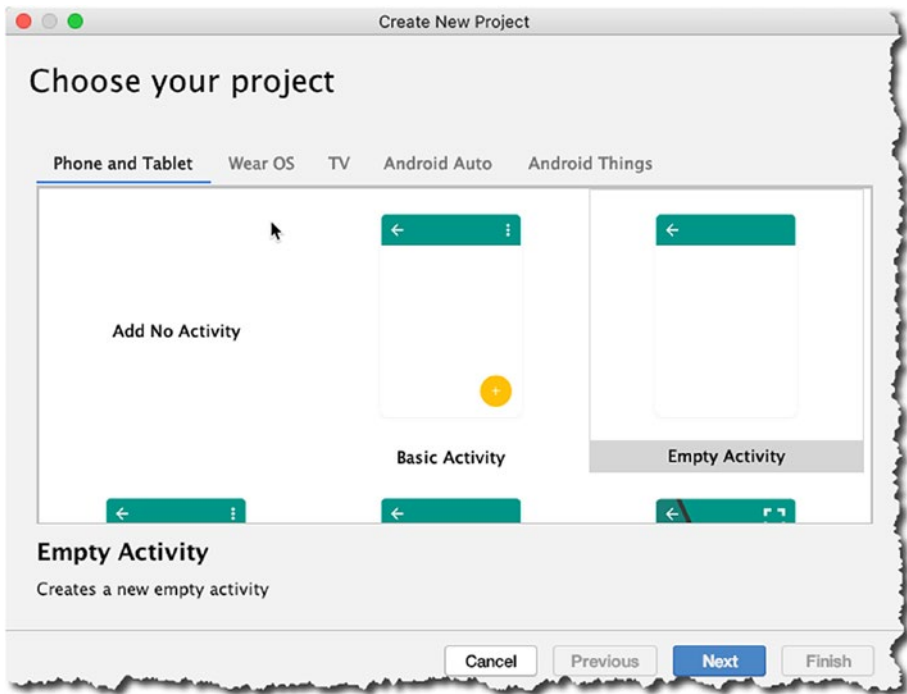 Create New Project
Choose your project
Phone and Tablet Wear OS TV Android Auto Android Things
Add No Activity
Basic Activity
Empty Activity
Empty Activity
Creates a new empty activity
Cancel Previous Next Finish